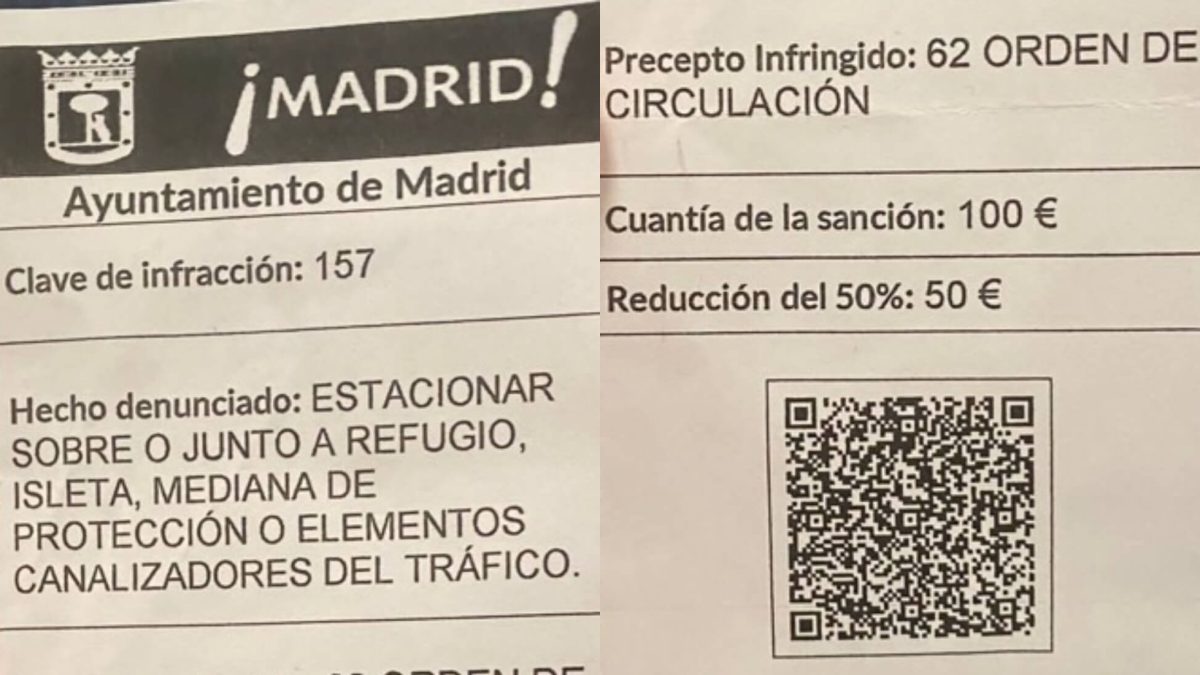 ¡MADRID!
Ayuntamiento de Madrid
Clave de infracción: 157
Hecho denunciado: ESTACIONAR
SOBRE O JUNTO A REFUGIO,
ISLETA, MEDIANA DE
PROTECCIÓN O ELEMENTOS
CANALIZADORES DEL TRÁFICO.
Precepto Infringido: 62 ORDEN DE
CIRCULACIÓN
Cuantía de la sanción: 100 €
Reducción del 50%: 50 €